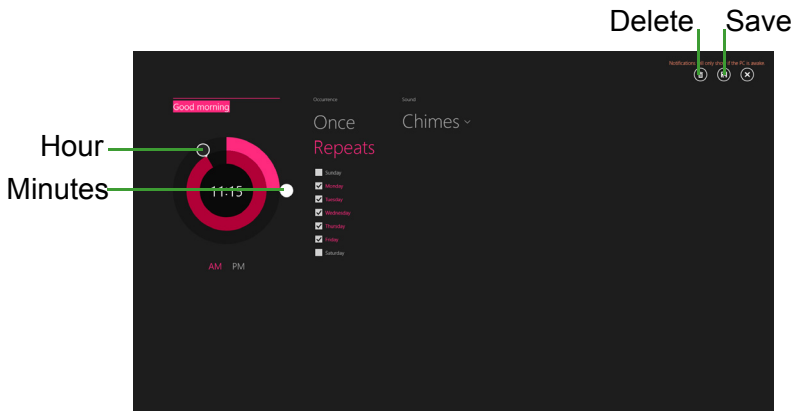 Delete Save
Notifications will only show if the PC is awake
Good morning
Occurrence
Sound
Once
Chimes
Repeats
Hour
Minutes
11:15
Sunday
Monday
Tuesday
Wednesday
Thursday
Friday
Saturday
AM PM